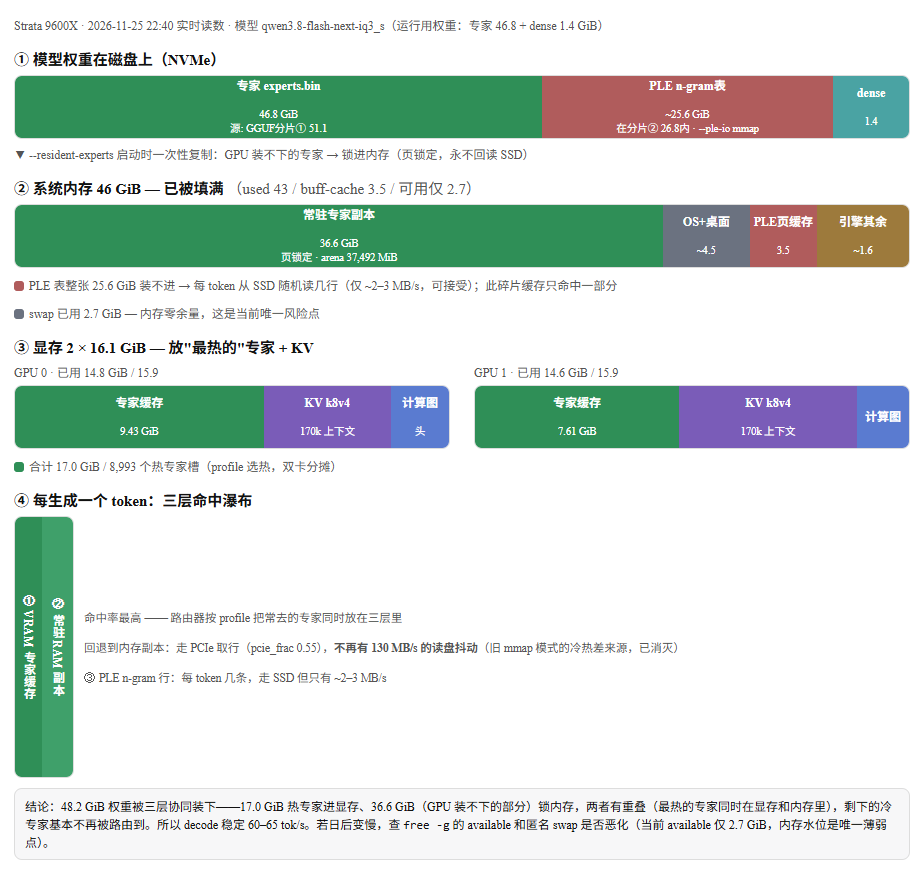 Strata 9600X · 2026-11-25 22:40 实时读数 · 模型 qwen3.8-flash-next-iq3_s（运行用权重：专家 46.8 + dense 1.4 GiB）
① 模型权重在磁盘上（NVMe）
专家 experts.bin
46.8 GiB
源: GGUF分片① 51.1
PLE n-gram表
~25.6 GiB
在分片② 26.8内 · --ple-io mmap
dense
1.4
▼ --resident-experts 启动时一次性复制：GPU 装不下的专家 → 锁进内存（页锁定，永不回读 SSD）
② 系统内存 46 GiB — 已被填满 （used 43 / buff-cache 3.5 / 可用仅 2.7）
常驻专家副本
36.6 GiB
页锁定 · arena 37,492 MiB
OS+桌面
~4.5
PLE页缓存
3.5
引擎其余
~1.6
PLE 表整张 25.6 GiB 装不进 → 每 token 从 SSD 随机读几行（仅 ~2–3 MB/s，可接受）；此碎片缓存只命中一部分
swap 已用 2.7 GiB — 内存零余量，这是当前唯一风险点
③ 显存 2 × 16.1 GiB — 放"最热的"专家 + KV
GPU 0 · 已用 14.8 GiB / 15.9
专家缓存
9.43 GiB
KV k8v4
170k 上下文
计算图
头
GPU 1 · 已用 14.6 GiB / 15.9
专家缓存
7.61 GiB
KV k8v4
170k 上下文
计算图
合计 17.0 GiB / 8,993 个热专家槽（profile 选热，双卡分摊）
④ 每生成一个 token：三层命中瀑布
① VRAM 专家缓存
② 常驻RAM 副本
命中率最高 —— 路由器按 profile 把常去的专家同时放在三层里
回退到内存副本：走 PCIe 取行（pcie_frac 0.55），不再有 130 MB/s 的读盘抖动（旧 mmap 模式的冷热差来源，已消灭）
③ PLE n-gram 行：每 token 几条，走 SSD 但只有 ~2–3 MB/s
结论：48.2 GiB 权重被三层协同装下——17.0 GiB 热专家进显存、36.6 GiB（GPU 装不下的部分）锁内存，两者有重叠（最热的专家同时在显存和内存里），剩下的冷
专家基本不再被路由到。所以 decode 稳定 60–65 tok/s。若日后变慢，查 free -g 的 available 和匿名 swap 是否恶化（当前 available 仅 2.7 GiB，内存水位是唯一薄弱
点）。